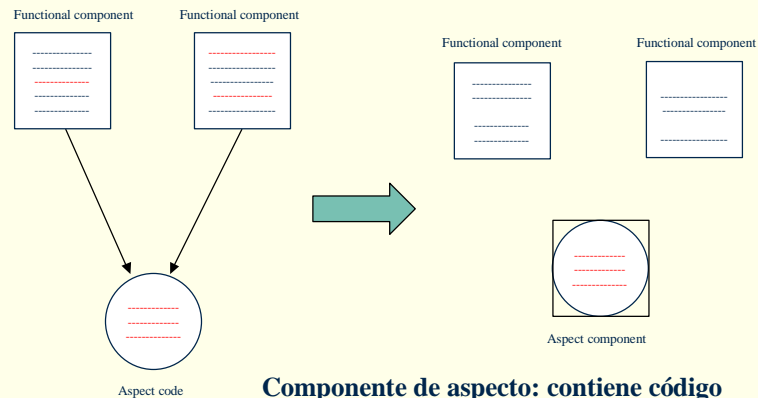 Functional component
Functional component
Functional component
Functional component
Aspect component
Aspect code
Componente de aspecto: contiene código